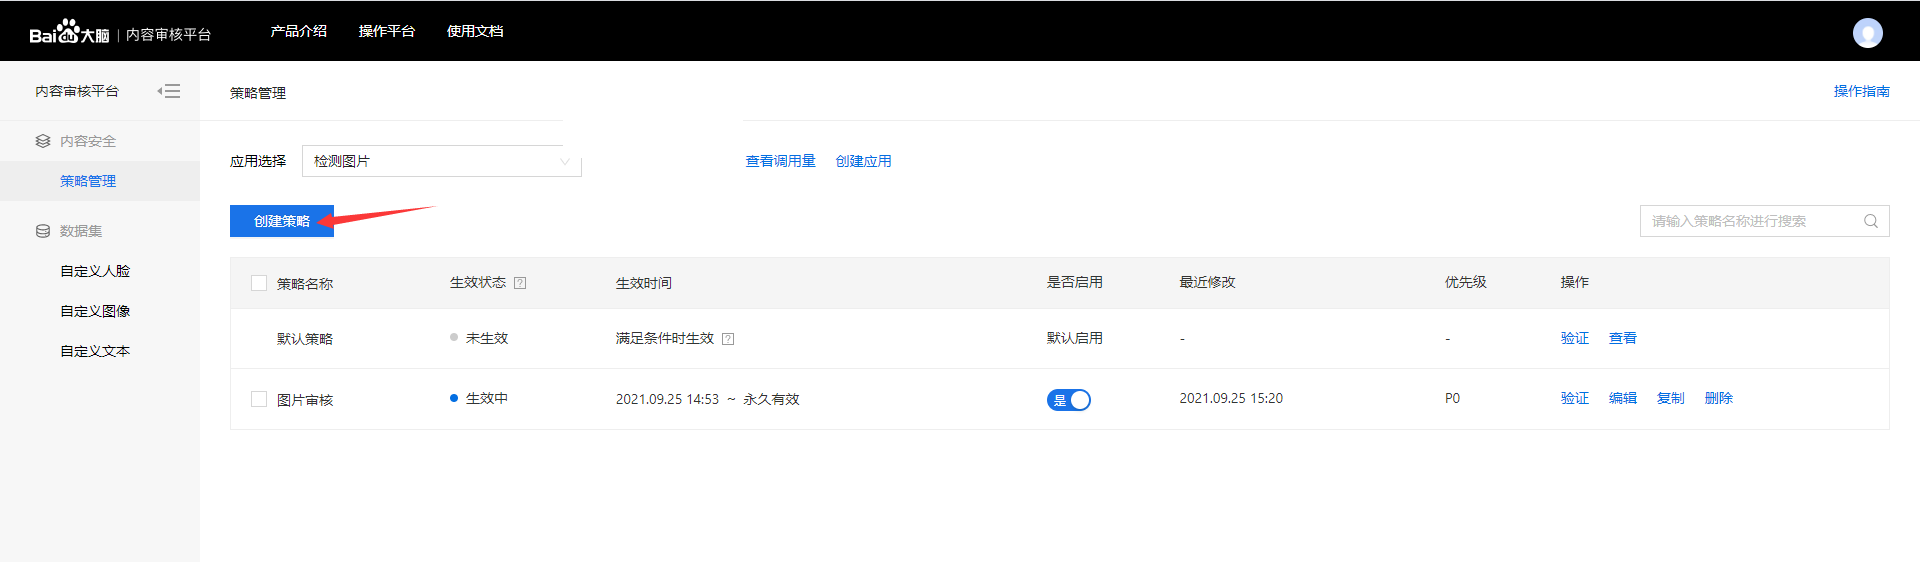 Baidu大脑 | 内容审核平台 产品介绍 操作平台 使用文档
内容审核平台
内容安全
策略管理
数据集
自定义人脸
自定义图像
自定义文本
策略管理 操作指南
应用选择 检测图片 查看调用量 创建应用
创建策略 请输入策略名称进行搜索
策略名称 生效状态 ? 生效时间 是否启用 最近修改 优先级 操作
默认策略 未生效 满足条件时生效 ? 默认启用 - - 验证 查看
图片审核 生效中 2021.09.25 14:53 ~ 永久有效 是 2021.09.25 15:20 P0 验证 编辑 复制 删除